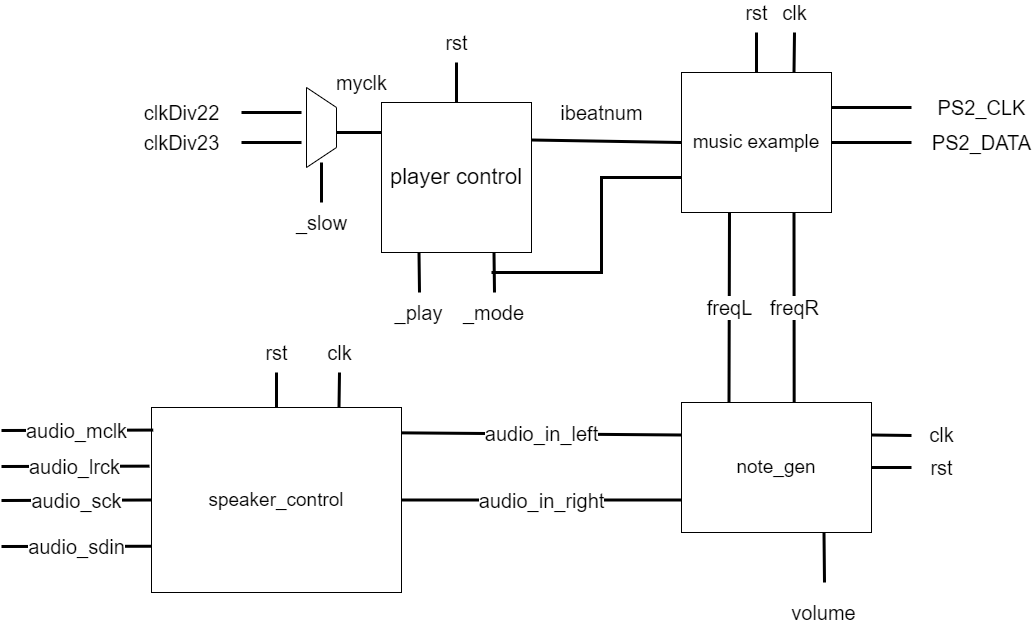 rst clk
rst
myclk
clkDiv22
clkDiv23
ibeatnum
PS2_CLK
PS2_DATA
music example
player control
_slow
_play
_mode
freqL
freqR
rst
clk
audio_mclk
audio_lrck
audio_sck
audio_sdin
speaker_control
audio_in_left
audio_in_right
note_gen
clk
rst
volume